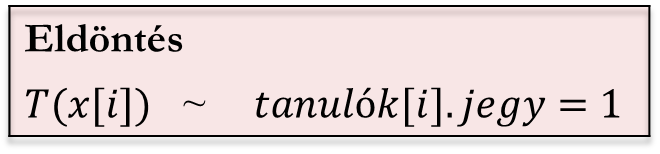 Eldöntés
T(x[i]) ~ tanulók[i].jegy = 1